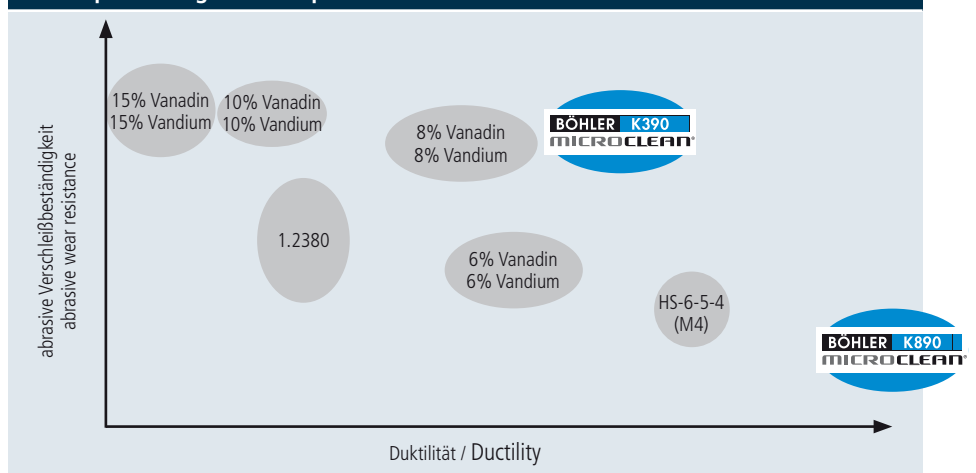 15% Vanadin
15% Vandium
10% Vanadin
10% Vandium
8% Vanadin
8% Vandium
BÖHLER K390
MICROCLEAN®
1.2380
6% Vanadin
6% Vandium
HS-6-5-4
(M4)
BÖHLER K890
MICROCLEAN®
abrasive Verschleißbeständigkeit
abrasive wear resistance
Duktilität / Ductility